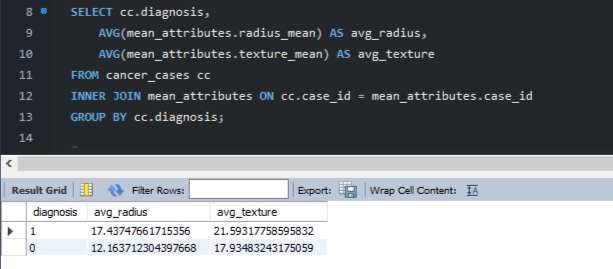 8 SELECT cc.diagnosis,
9 AVG(mean_attributes.radius_mean) AS avg_radius,
10 AVG(mean_attributes.texture_mean) AS avg_texture
11 FROM cancer_cases cc
12 INNER JOIN mean_attributes ON cc.case_id = mean_attributes.case_id
13 GROUP BY cc.diagnosis;
14
Result Grid Filter Rows: Export: Wrap Cell Content:
diagnosis avg_radius avg_texture
1 17.43747661715356 21.59317758595832
0 12.163712304397668 17.93483243175059